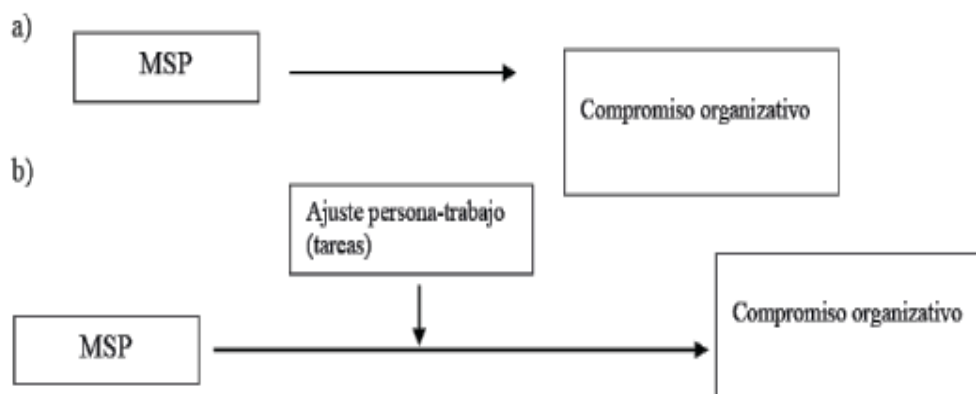 a)
MSP
Compromiso organizativo
b)
Ajuste persona-trabajo
(tareas)
Compromiso organizativo
MSP